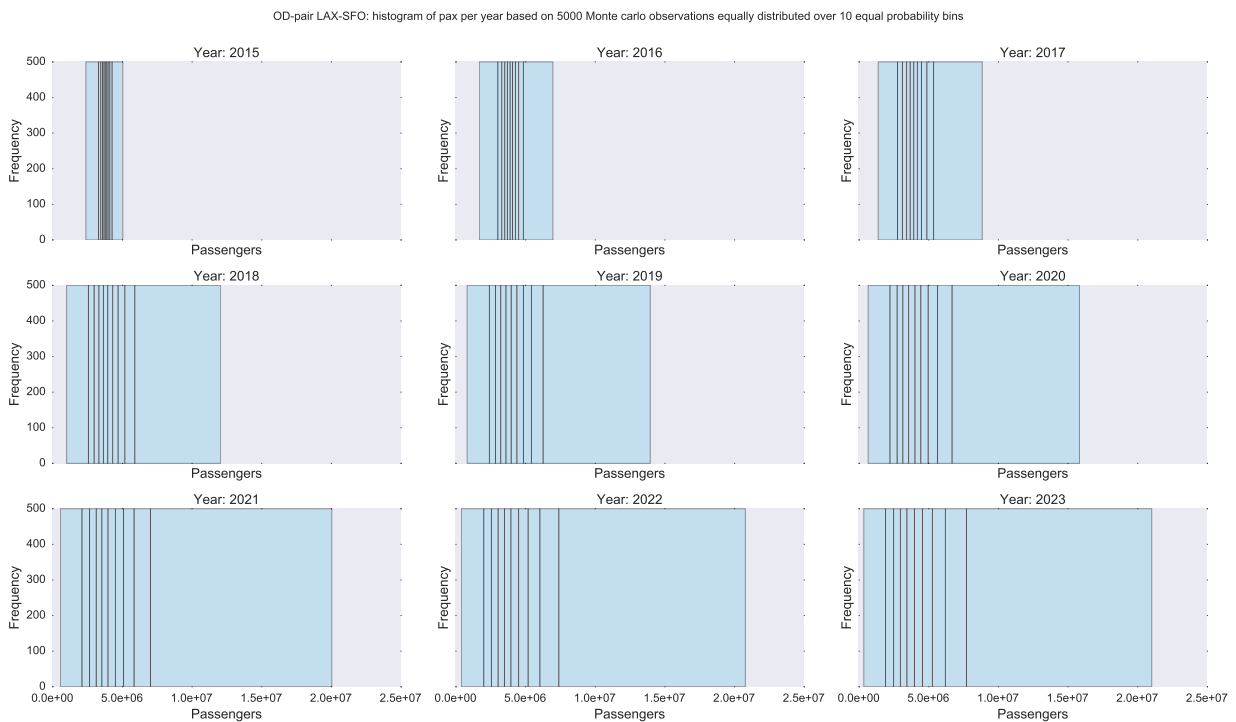 OD-pair LAX-SFO: histogram of pax per year based on 5000 Monte carlo observations equally distributed over 10 equal probability bins
Year: 2015
500
400
300
200
100
0
Frequency
Passengers
Year: 2016
Frequency
Passengers
Year: 2017
Frequency
Passengers
Year: 2018
500
400
300
200
100
0
Frequency
Passengers
Year: 2019
Frequency
Passengers
Year: 2020
Frequency
Passengers
Year: 2021
500
400
300
200
100
0
Frequency
0.0e+00 5.0e+06 1.0e+07 1.5e+07 2.0e+07 2.5e+07
Passengers
Year: 2022
Frequency
0.0e+00 5.0e+06 1.0e+07 1.5e+07 2.0e+07 2.5e+07
Passengers
Year: 2023
Frequency
0.0e+00 5.0e+06 1.0e+07 1.5e+07 2.0e+07 2.5e+07
Passengers